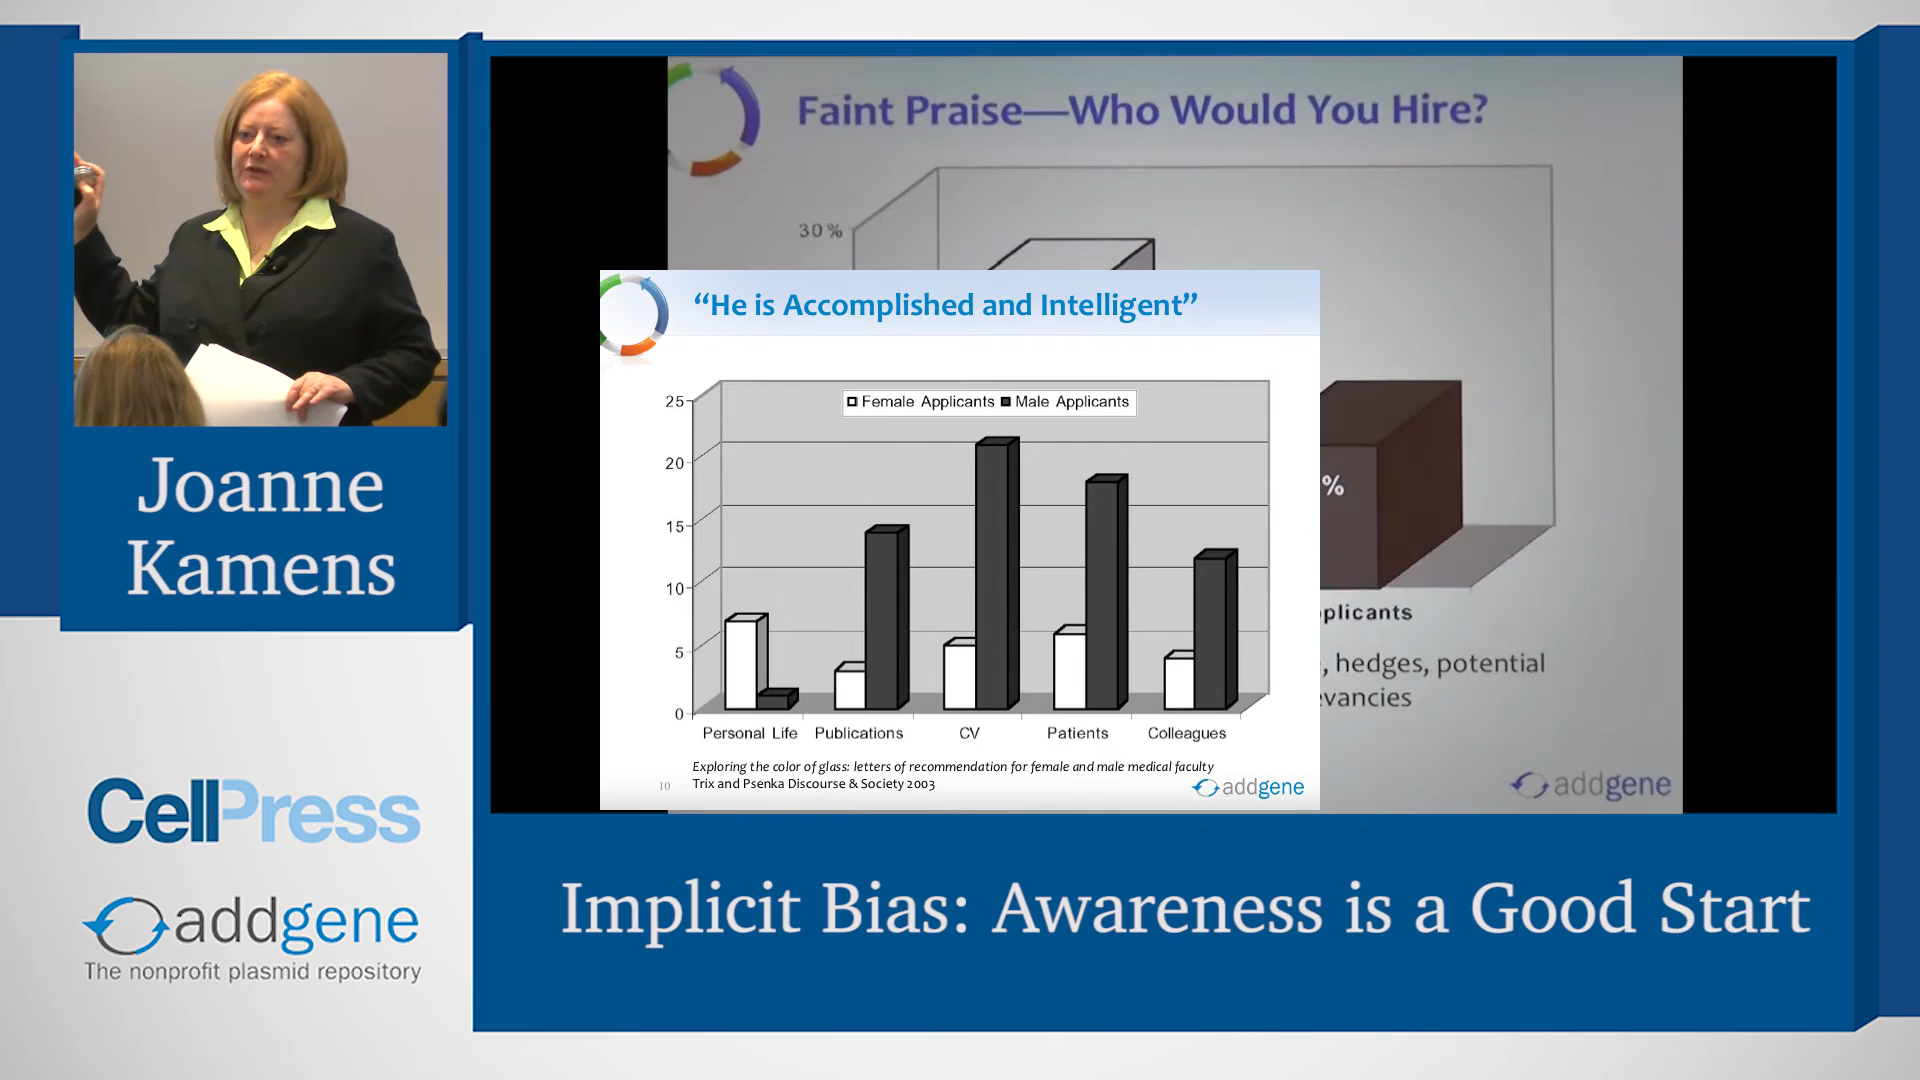 Joanne
Kamens
CellPress
addgene
The nonprofit plasmid repository
Faint Praise—Who Would You Hire?
30%
%
plicants
, hedges, potential
evancies
addgene
“He is Accomplished and Intelligent”
Female Applicants Male Applicants
25
20
15
10
5
0
Personal Life Publications CV Patients Colleagues
Exploring the color of glass: letters of recommendation for female and male medical faculty
Trix and Psenka Discourse & Society 2003
10
addgene
Implicit Bias: Awareness is a Good Start